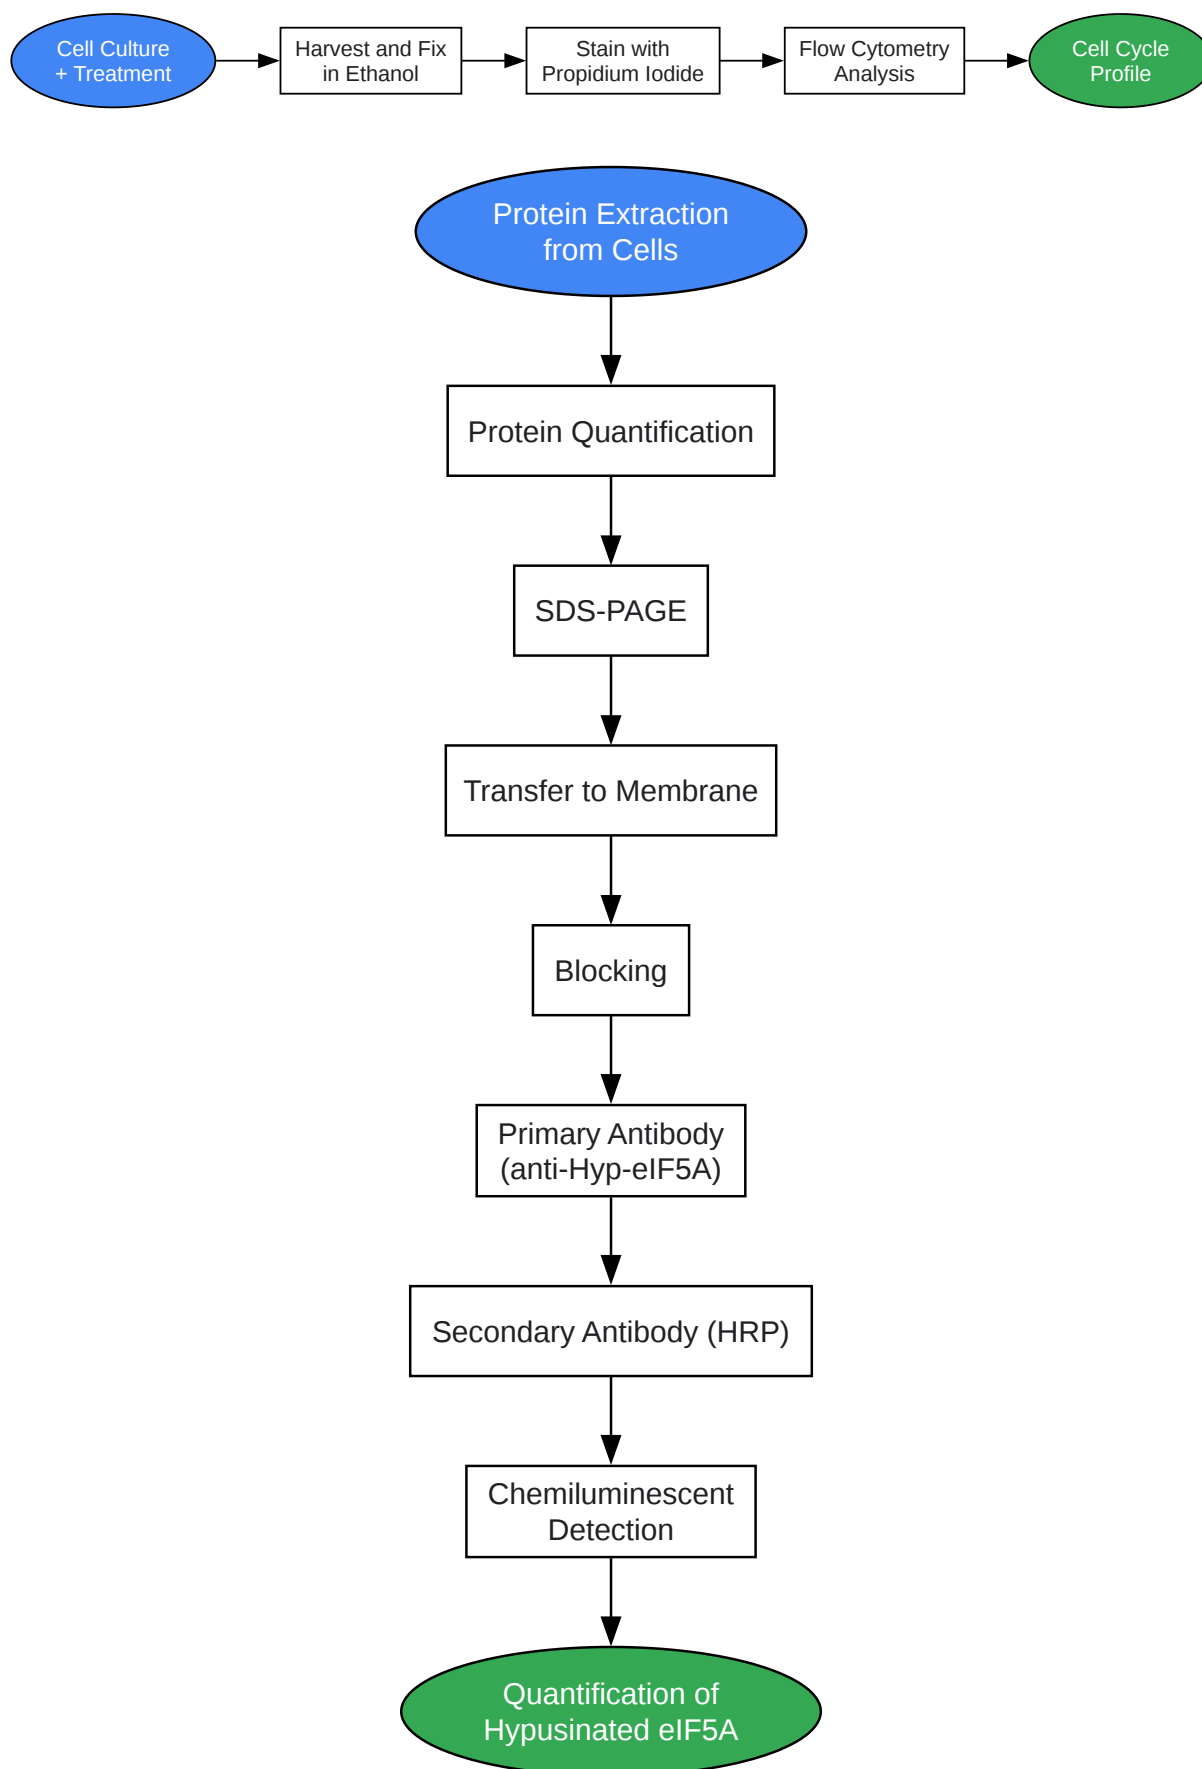 Cell Culture
+ Treatment
Harvest and Fix
in Ethanol
Stain with
Propidium Iodide
Flow Cytometry
Analysis
Cell Cycle
Profile
Protein Extraction
from Cells
Protein Quantification
SDS-PAGE
Transfer to Membrane
Blocking
Primary Antibody
(anti-Hyp-eIF5A)
Secondary Antibody (HRP)
Chemiluminescent
Detection
Quantification of
Hypusinated eIF5A